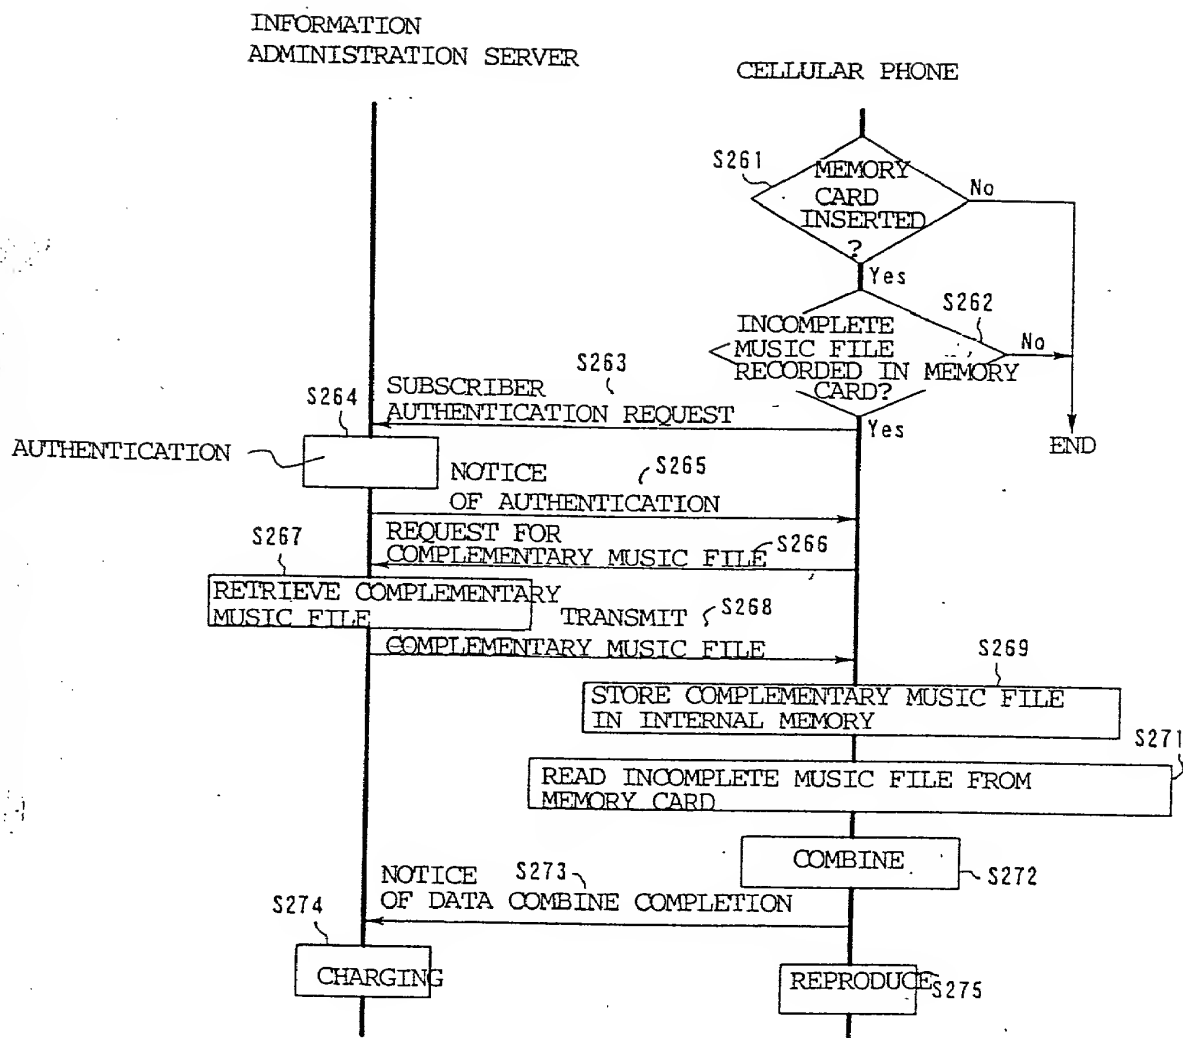 INFORMATION
ADMINISTRATION SERVER
CELLULAR PHONE
S261
MEMORY
CARD
INSERTED
?
No
Yes
S262
INCOMPLETE
MUSIC FILE
RECORDED IN MEMORY
CARD?
No
Yes
END
S263
SUBSCRIBER
AUTHENTICATION REQUEST
S264
AUTHENTICATION
S265
NOTICE
OF AUTHENTICATION
REQUEST FOR
COMPLEMENTARY MUSIC FILE
S266
S267
RETRIEVE COMPLEMENTARY
MUSIC FILE
TRANSMIT
S268
COMPLEMENTARY MUSIC FILE
S269
STORE COMPLEMENTARY MUSIC FILE
IN INTERNAL MEMORY
S271
READ INCOMPLETE MUSIC FILE FROM
MEMORY CARD
COMBINE
S272
NOTICE
S273
OF DATA COMBINE COMPLETION
S274
CHARGING
REPRODUCE
S275